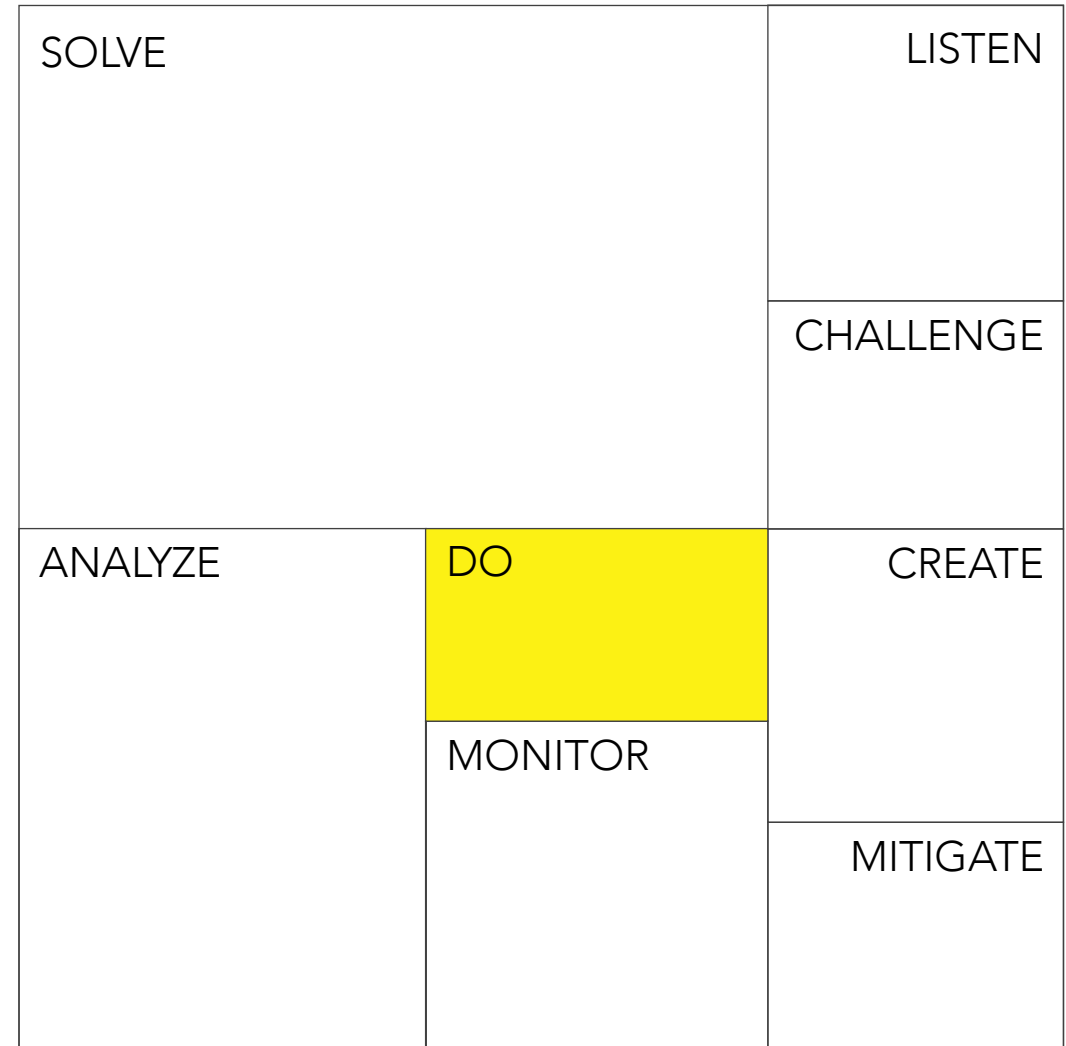 SOLVE
LISTEN
CHALLENGE
ANALYZE
DO
CREATE
MONITOR
MITIGATE